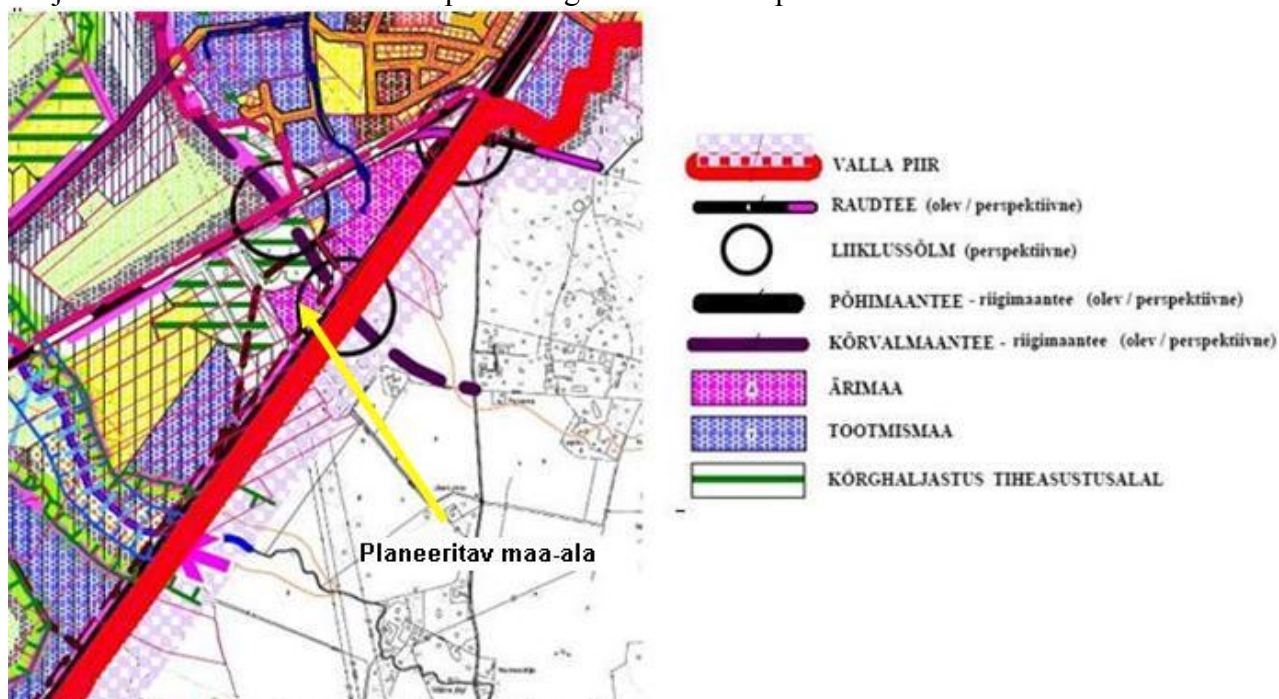 Planeeritav maa-ala
VALLA PIIR
RAUDTEE (olev / perspektiivne)
LIIKLUSSÕLM (perspektiivne)
PÕHIMAANTEE - riigimaantee (olev / perspektiivne)
KÕRVALMAANTEE - riigimaantee (olev / perspektiivne)
ÄRIMAA
TOOTMISMAA
KÕRGHALJASTUS TIHEASUSTUSALAL